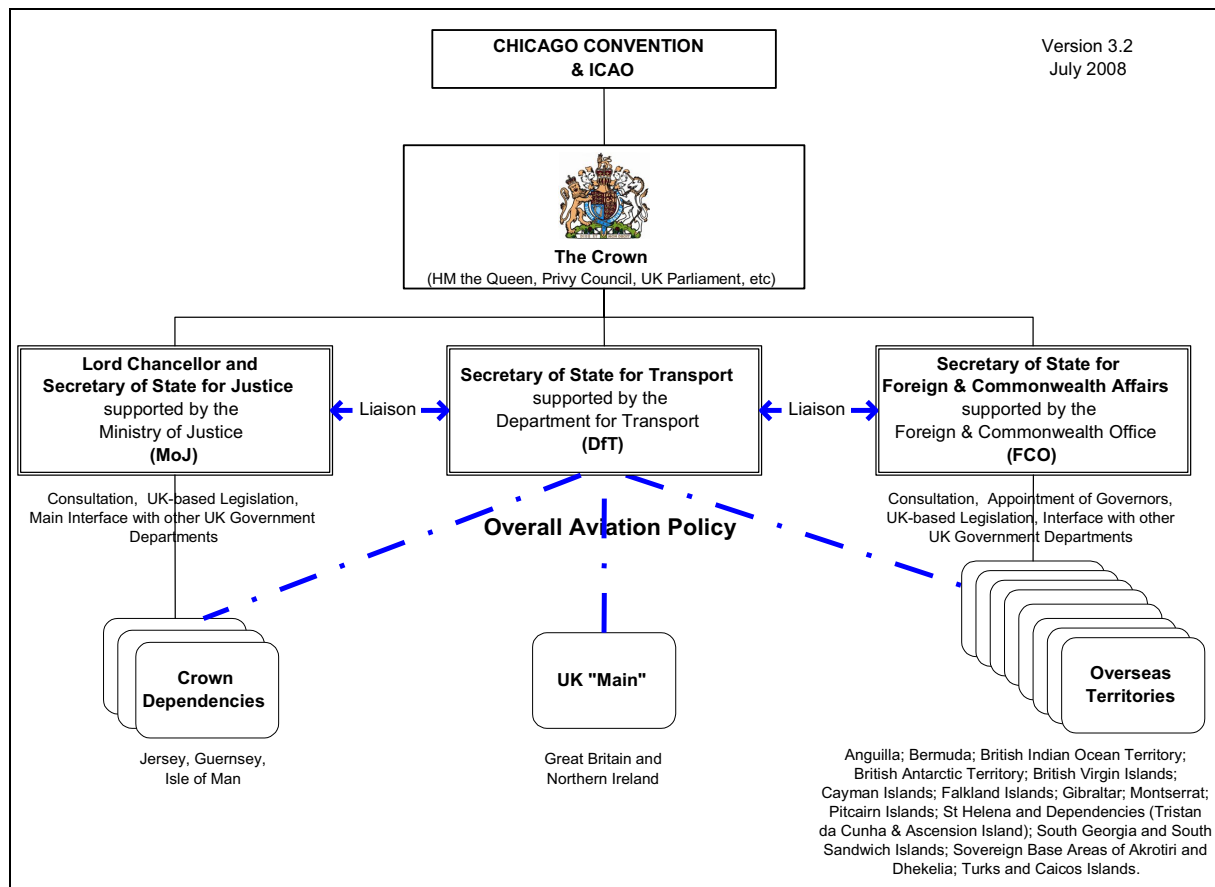 CHICAGO CONVENTION
& ICAO
Version 3.2
July 2008
The Crown
(HM the Queen, Privy Council, UK Parliament, etc)
Lord Chancellor and
Secretary of State for Justice
supported by the
Ministry of Justice
(MoJ)
Liaison
Secretary of State for Transport
supported by the
Department for Transport
(DfT)
Liaison
Secretary of State for
Foreign & Commonwealth Affairs
supported by the
Foreign & Commonwealth Office
(FCO)
Consultation, UK-based Legislation,
Main Interface with other UK Government
Departments
Overall Aviation Policy
Consultation, Appointment of Governors,
UK-based Legislation, Interface with other
UK Government Departments
Crown
Dependencies
UK "Main"
Overseas
Territories
Jersey, Guernsey,
Isle of Man
Great Britain and
Northern Ireland
Anguilla; Bermuda; British Indian Ocean Territory;
British Antarctic Territory; British Virgin Islands;
Cayman Islands; Falkland Islands; Gibraltar; Montserrat;
Pitcairn Islands; St Helena and Dependencies (Tristan
da Cunha & Ascension Island); South Georgia and South
Sandwich Islands; Sovereign Base Areas of Akrotiri and
Dhekelia; Turks and Caicos Islands.